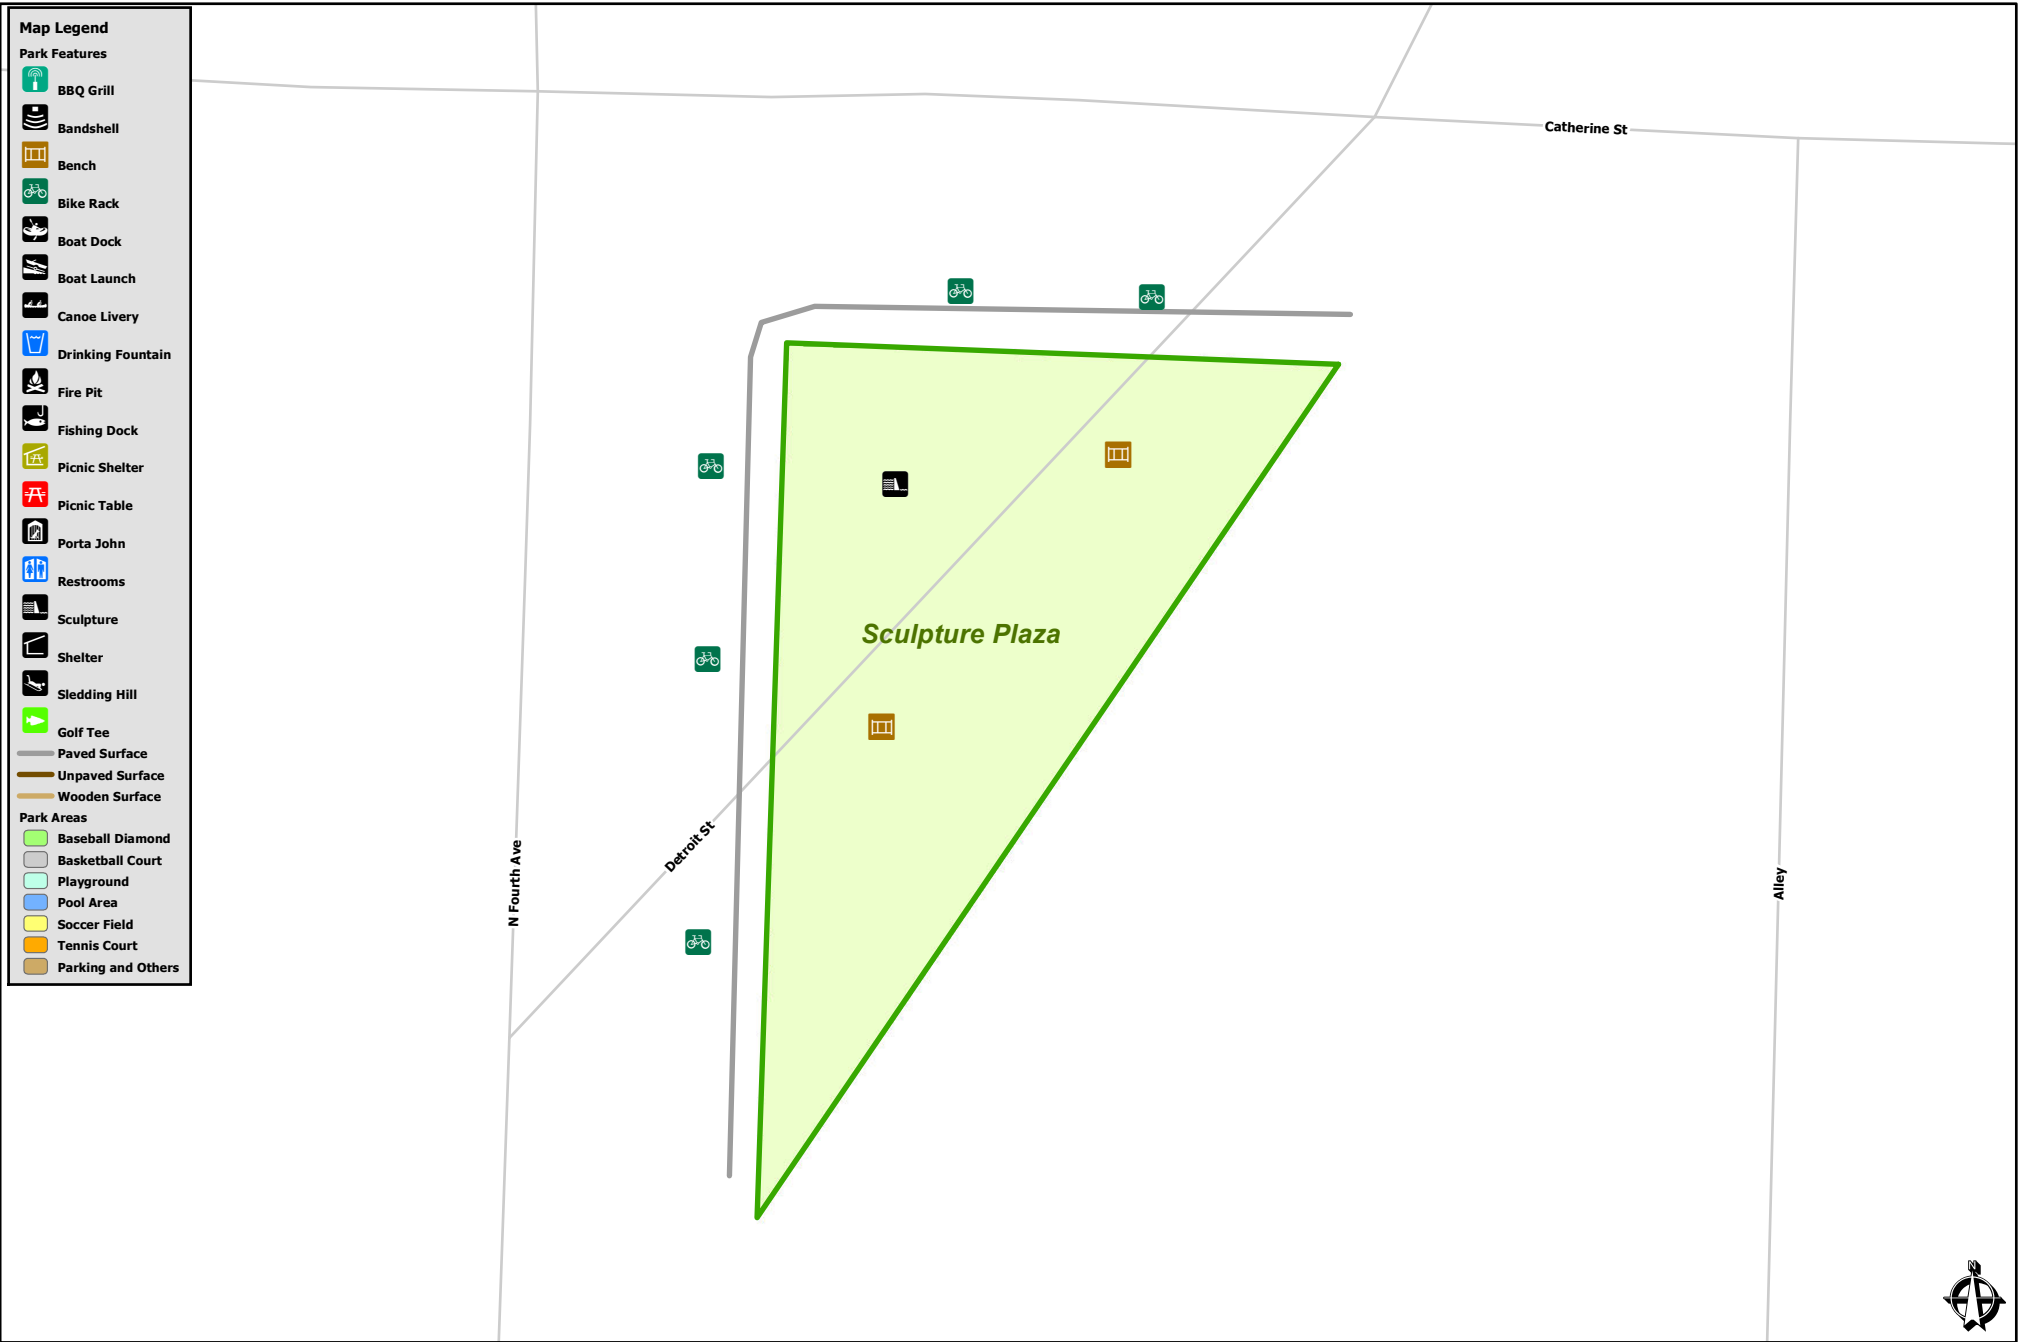 Map Legend
Park Features
BBQ Grill
Bandshell
Bench
Bike Rack
Boat Dock
Boat Launch
Canoe Livery
Drinking Fountain
Fire Pit
Fishing Dock
Picnic Shelter
Picnic Table
Porta John
Restrooms
Sculpture
Shelter
Sledding Hill
Golf Tee
Paved Surface
Unpaved Surface
Wooden Surface
Park Areas
Baseball Diamond
Basketball Court
Playground
Pool Area
Soccer Field
Tennis Court
Parking and Others
Catherine St
Sculpture Plaza
Detroit St
N Fourth Ave
Alley
N